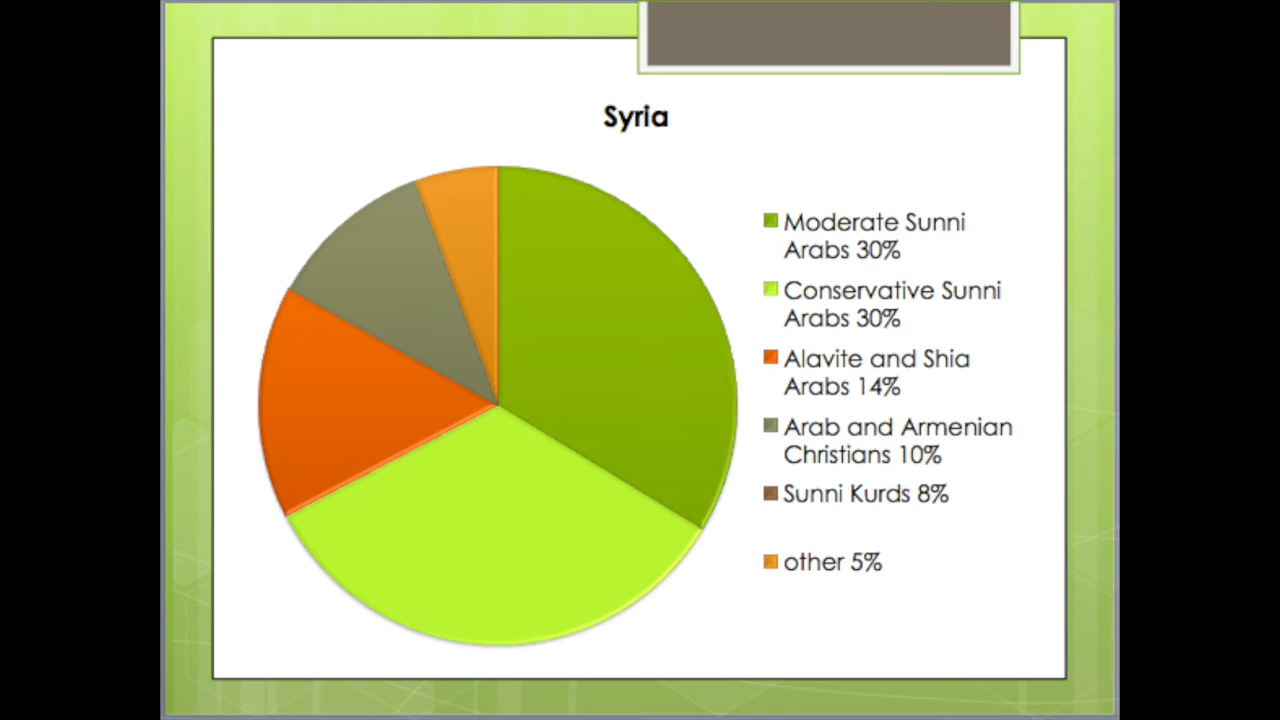 Syria
Moderate Sunni
Arabs 30%
Conservative Sunni
Arabs 30%
Alavite and Shia
Arabs 14%
Arab and Armenian
Christians 10%
Sunni Kurds 8%
other 5%